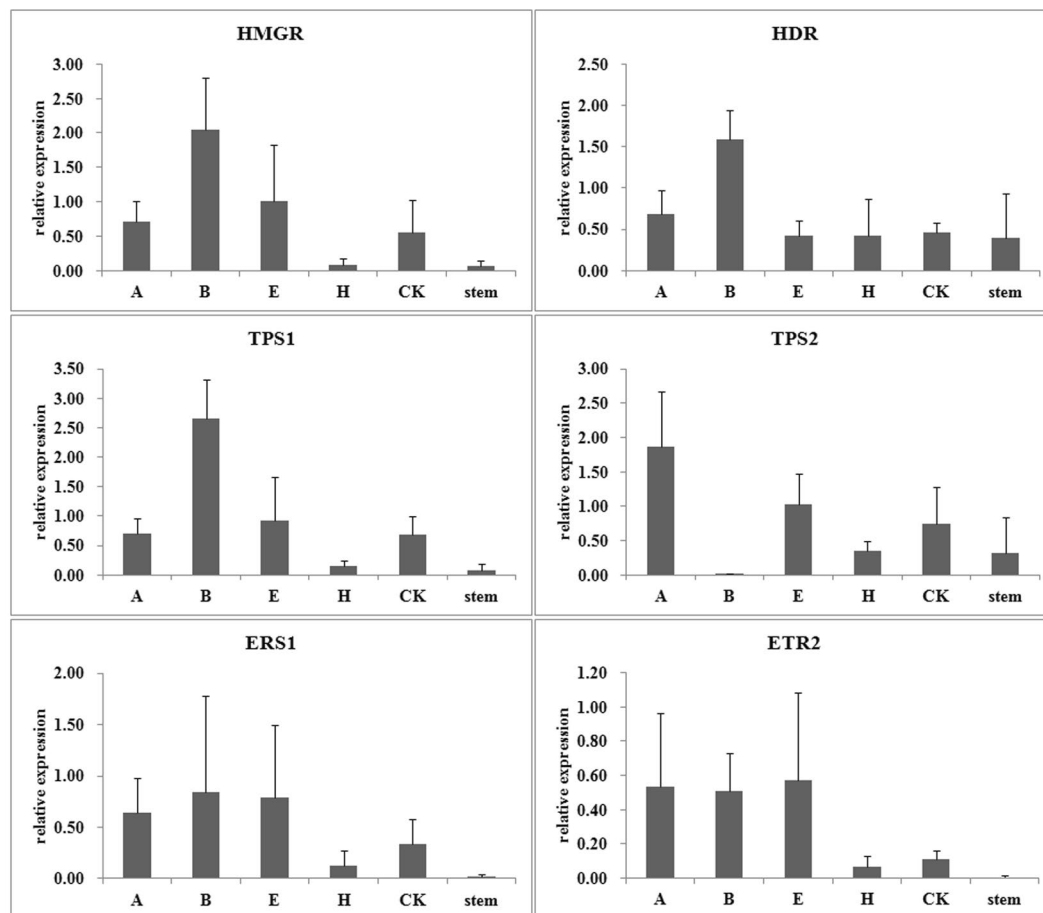 HMGR
relative expression
3.00
2.50
2.00
1.50
1.00
0.50
0.00
A B E H CK stem
HDR
relative expression
2.50
2.00
1.50
1.00
0.50
0.00
A B E H CK stem
TPS1
relative expression
3.50
3.00
2.50
2.00
1.50
1.00
0.50
0.00
A B E H CK stem
TPS2
relative expression
3.00
2.50
2.00
1.50
1.00
0.50
0.00
A B E H CK stem
ERS1
relative expression
2.00
1.50
1.00
0.50
0.00
A B E H CK stem
ETR2
relative expression
1.20
1.00
0.80
0.60
0.40
0.20
0.00
A B E H CK stem